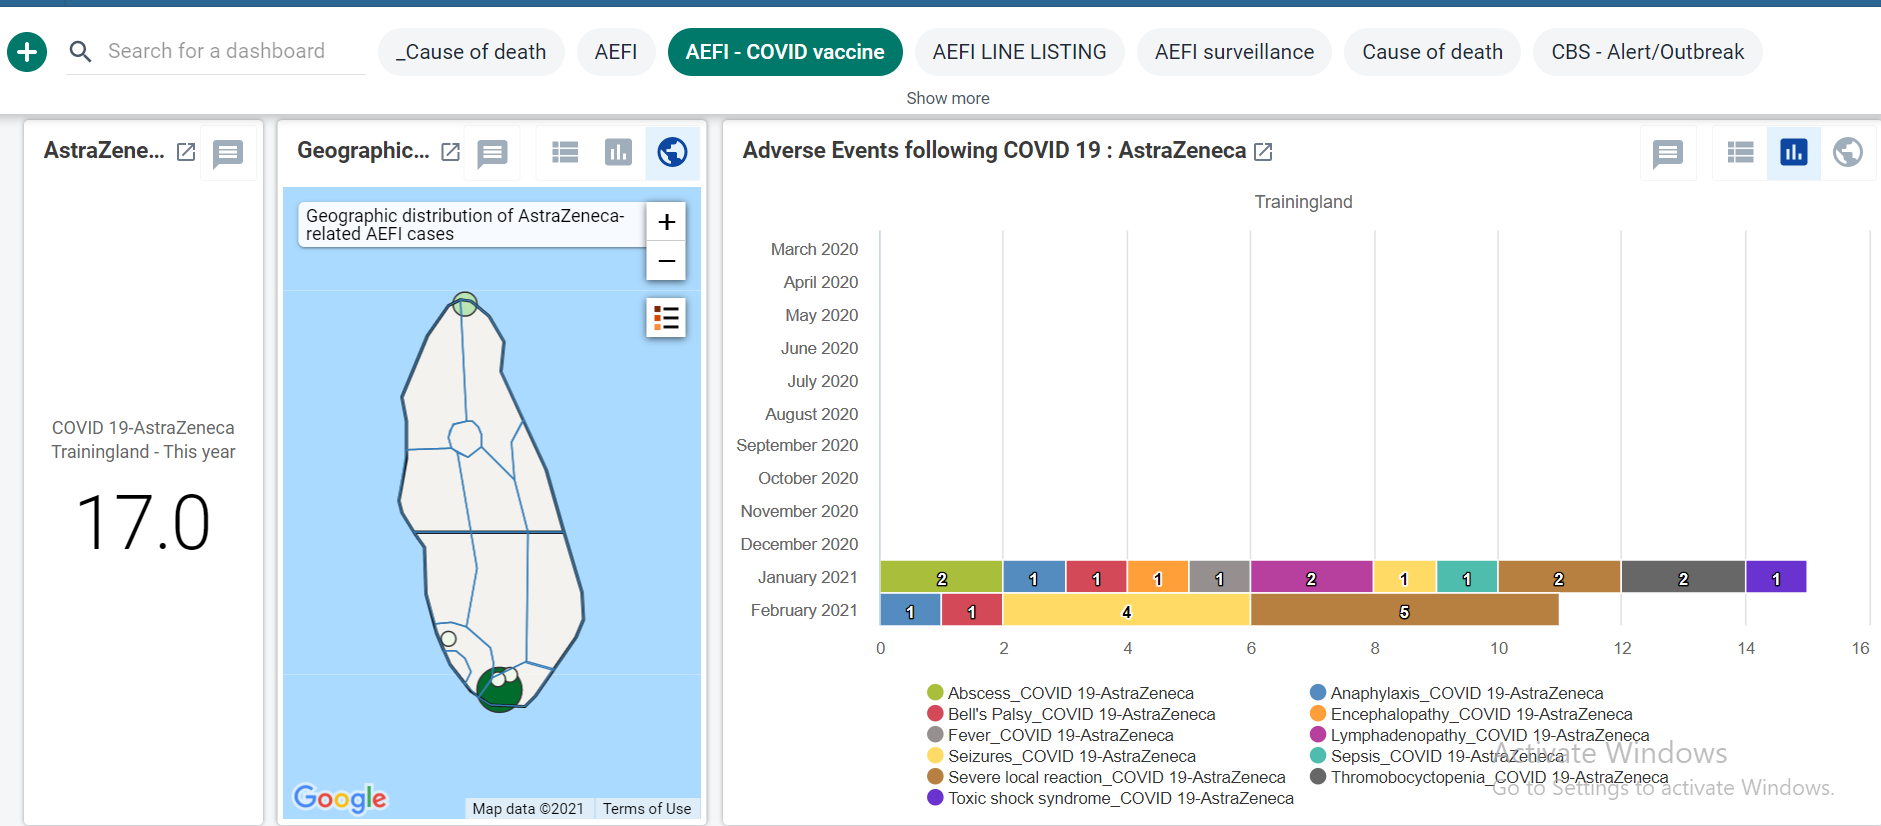 Search for a dashboard
_Cause of death
AEFI
AEFI - COVID vaccine
AEFI LINE LISTING
AEFI surveillance
Cause of death
CBS - Alert/Outbreak
Show more
AstraZene...
COVID 19-AstraZeneca
Trainingland - This year
17.0
Geographic...
Geographic distribution of AstraZeneca-
related AEFI cases
+
−
Google
Map data ©2021
Terms of Use
Adverse Events following COVID 19 : AstraZeneca
Trainingland
March 2020
April 2020
May 2020
June 2020
July 2020
August 2020
September 2020
October 2020
November 2020
December 2020
January 2021 2 1 1 1 1 2 1 1 2 2 1
February 2021 1 1 4 5
0 2 4 6 8 10 12 14 16
Abscess_COVID 19-AstraZeneca
Anaphylaxis_COVID 19-AstraZeneca
Bell's Palsy_COVID 19-AstraZeneca
Encephalopathy_COVID 19-AstraZeneca
Fever_COVID 19-AstraZeneca
Lymphadenopathy_COVID 19-AstraZeneca
Seizures_COVID 19-AstraZeneca
Sepsis_COVID 19-AstraZeneca
Severe local reaction_COVID 19-AstraZeneca
Thromobocyctopenia_COVID 19-AstraZeneca
Toxic shock syndrome_COVID 19-AstraZeneca
Activate Windows
Go to Settings to activate Windows.